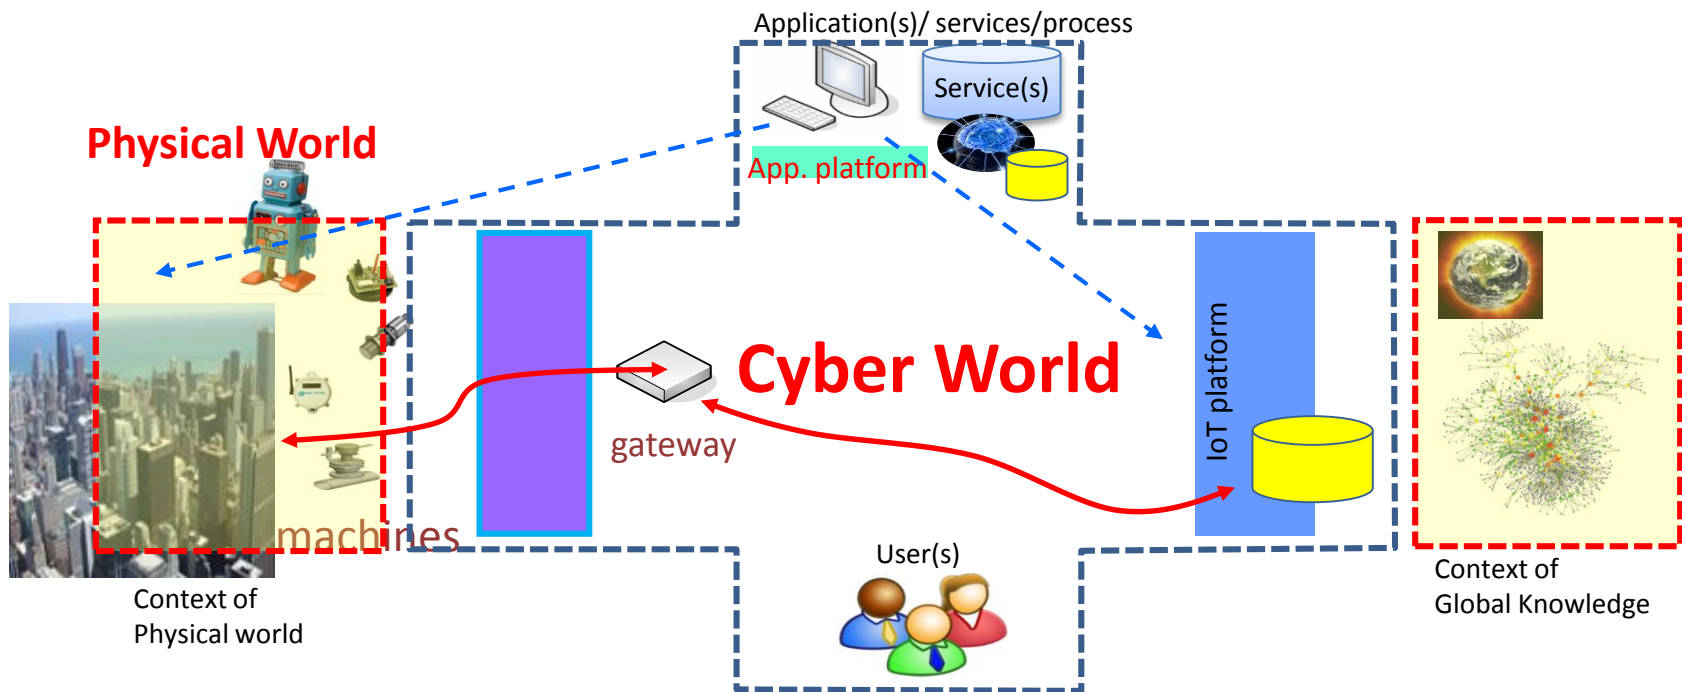 Application(s)/ services/process
Service(s)
Physical World
App. platform
Cyber World
IoT platform
gateway
machines
User(s)
Context of
Physical world
Context of
Global Knowledge